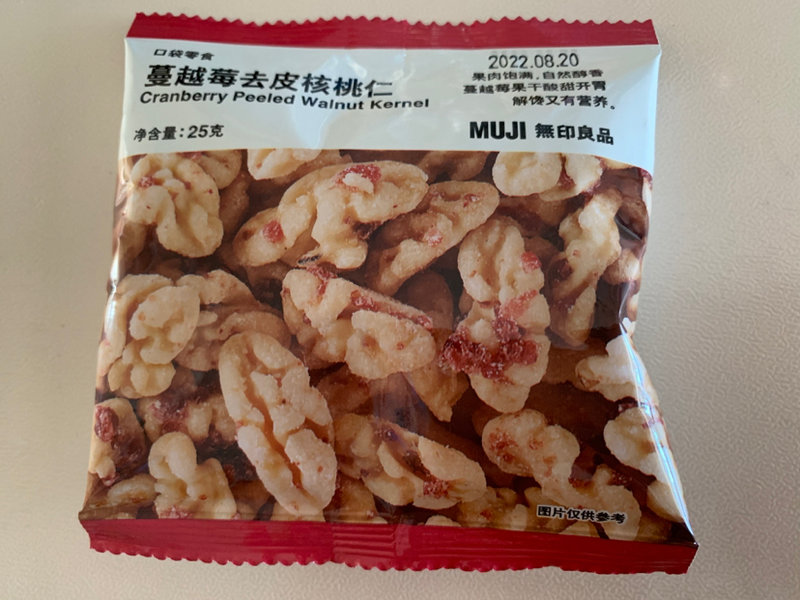 口袋零食
蔓越莓去皮核桃仁
Cranberry Peeled Walnut Kernel
净含量：25克
2022.08.20
果肉饱满，自然醇香
蔓越莓果干酸甜开胃
解馋又有营养。
MUJI 無印良品
图片仅供参考